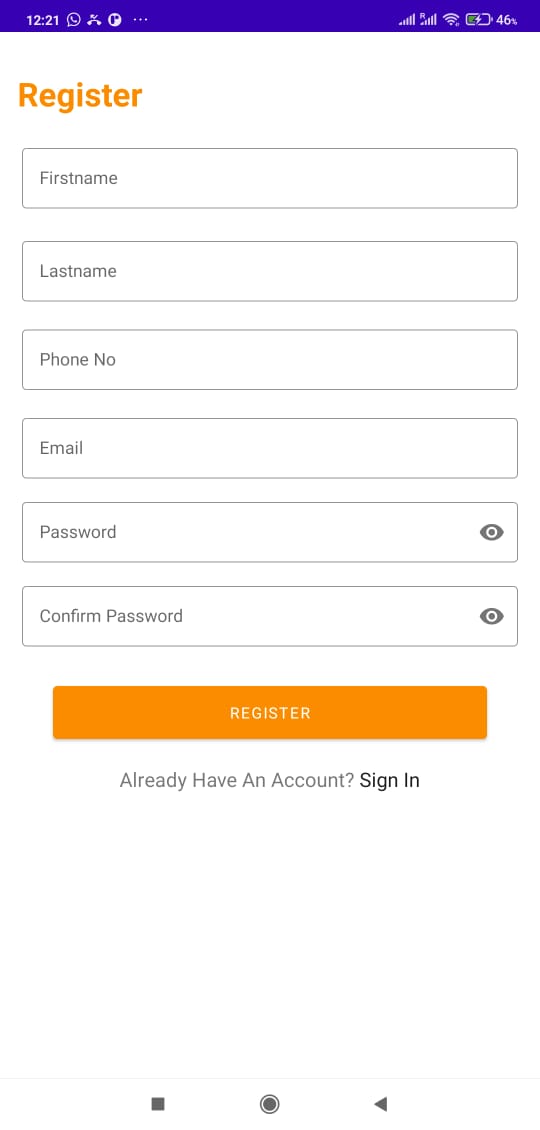 12:21 ... R 46%
Register
Firstname
Lastname
Phone No
Email
Password
Confirm Password
REGISTER
Already Have An Account? Sign In